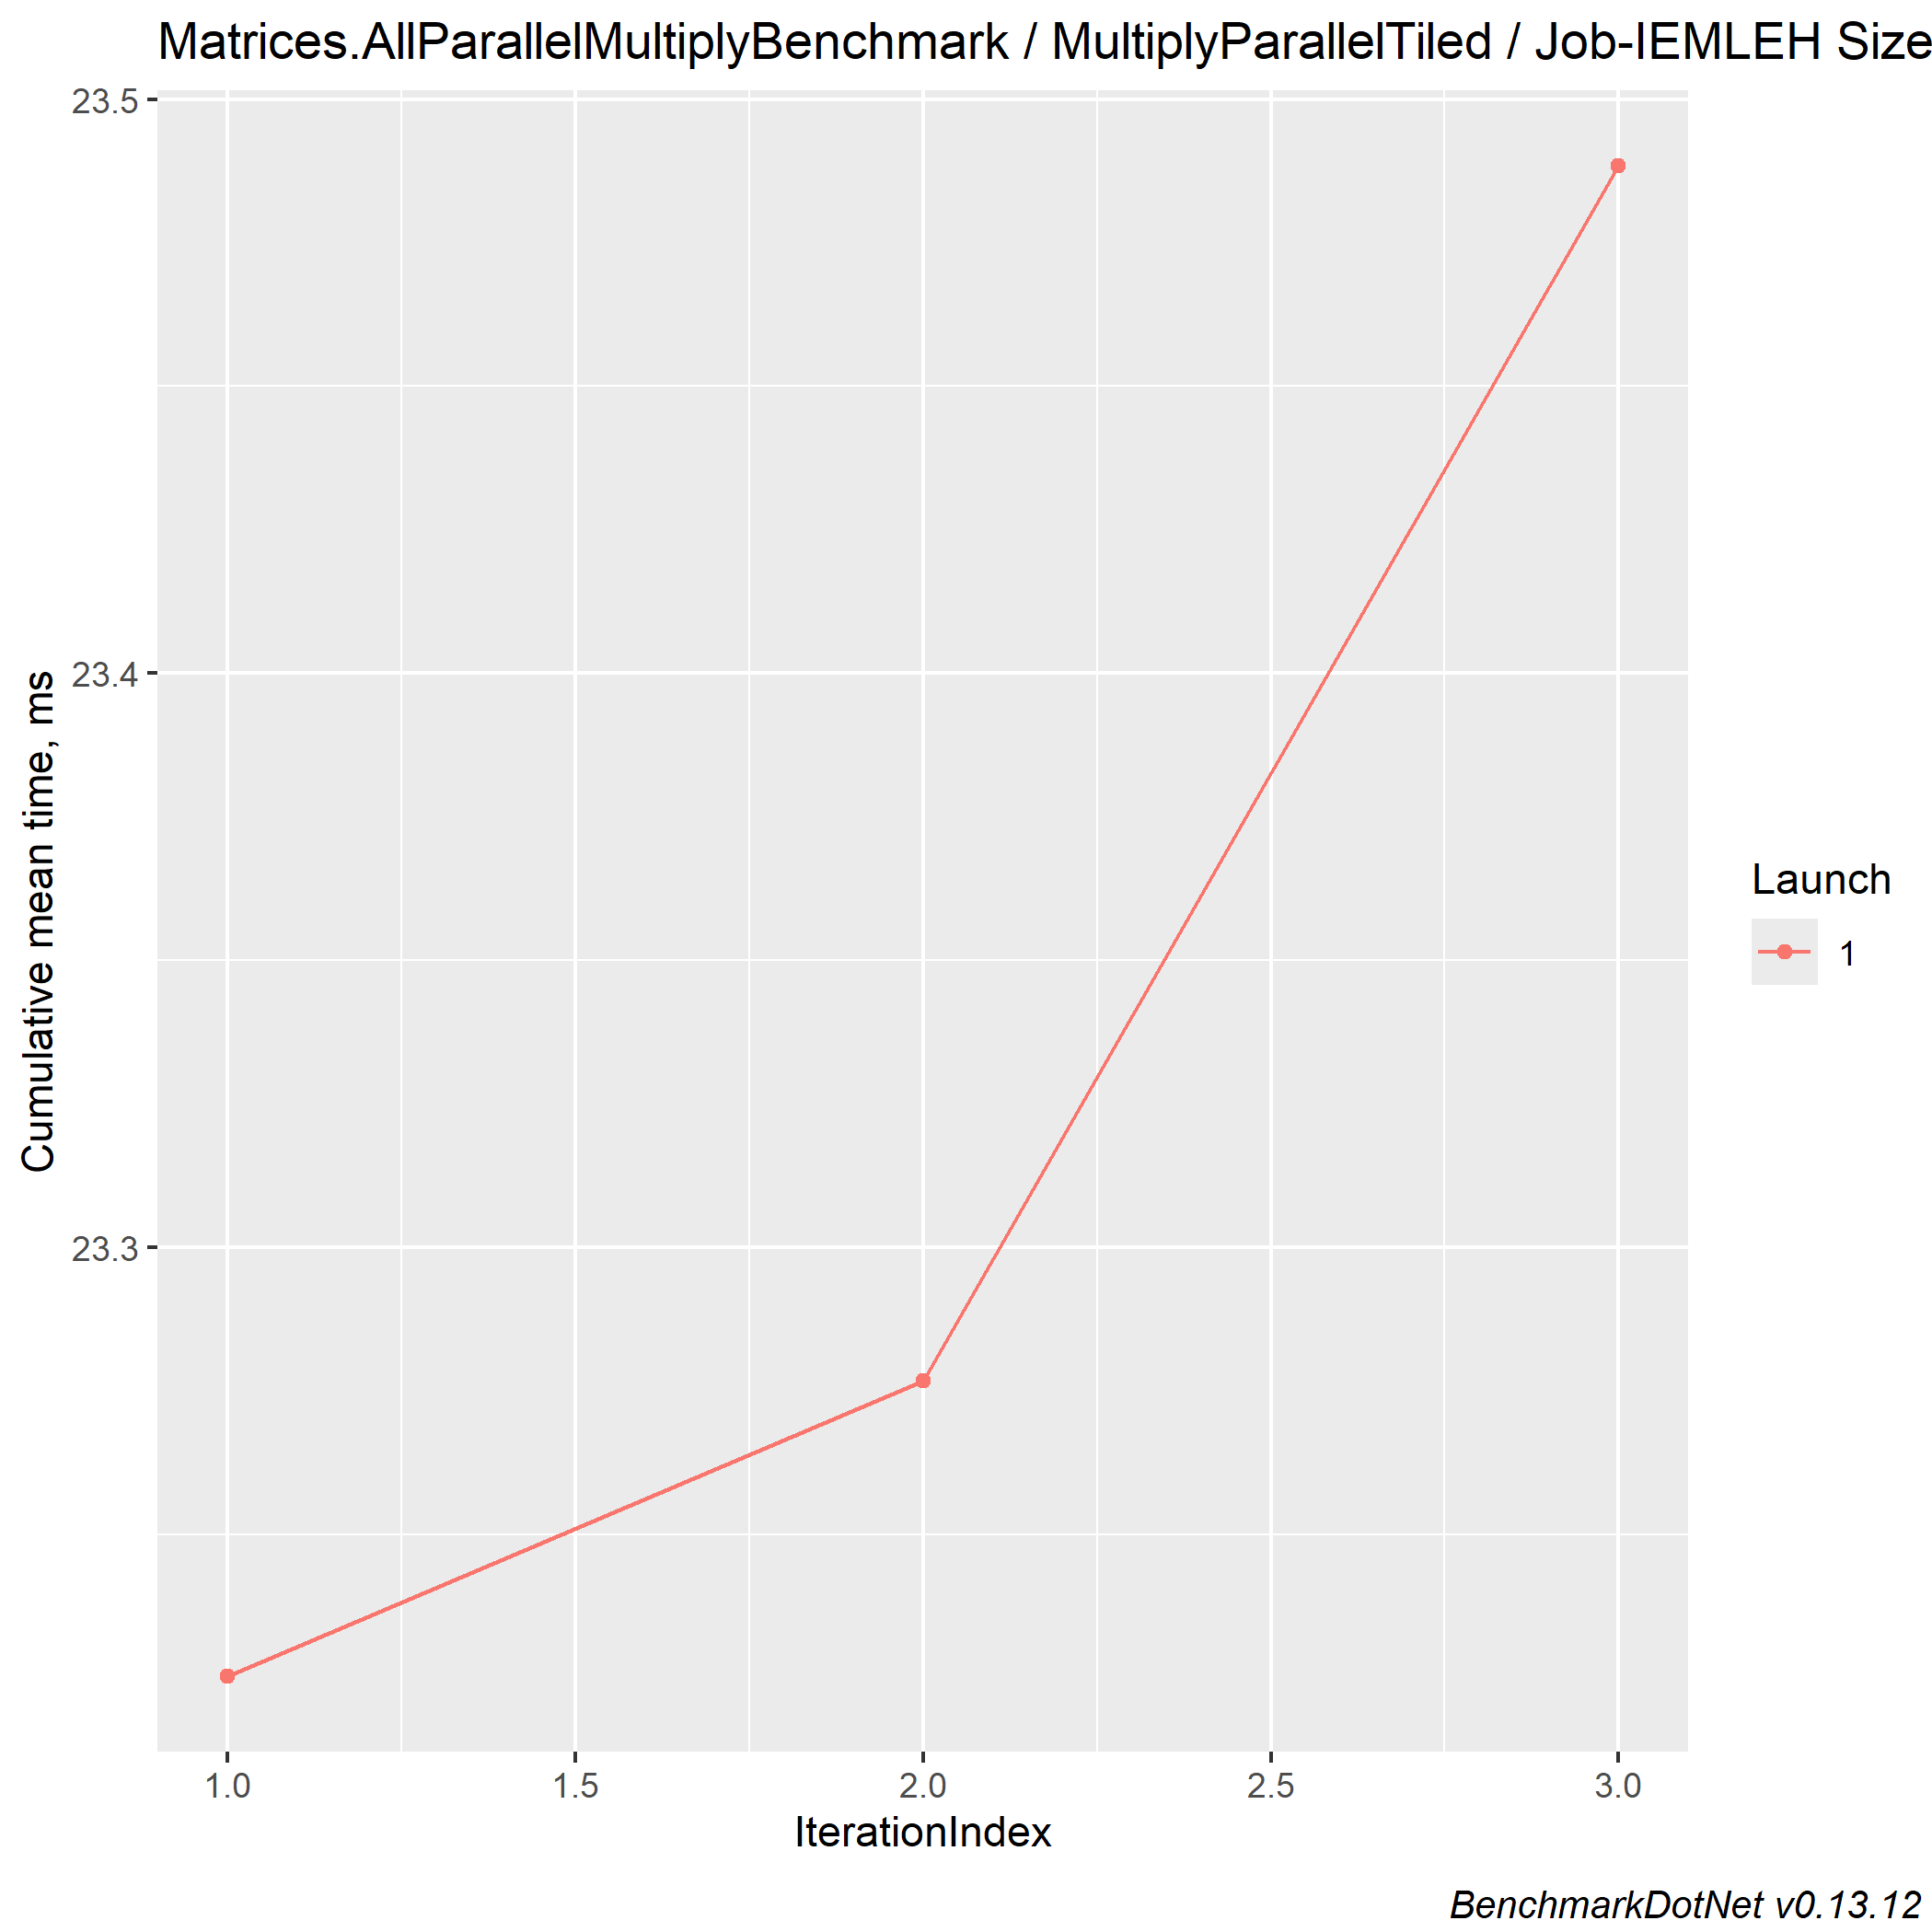 Matrices.AllParallelMultiplyBenchmark / MultiplyParallelTiled / Job-IEMLEH Size
23.5
23.4
23.3
Cumulative mean time, ms
1.0 1.5 2.0 2.5 3.0
IterationIndex
Launch
1
BenchmarkDotNet v0.13.12